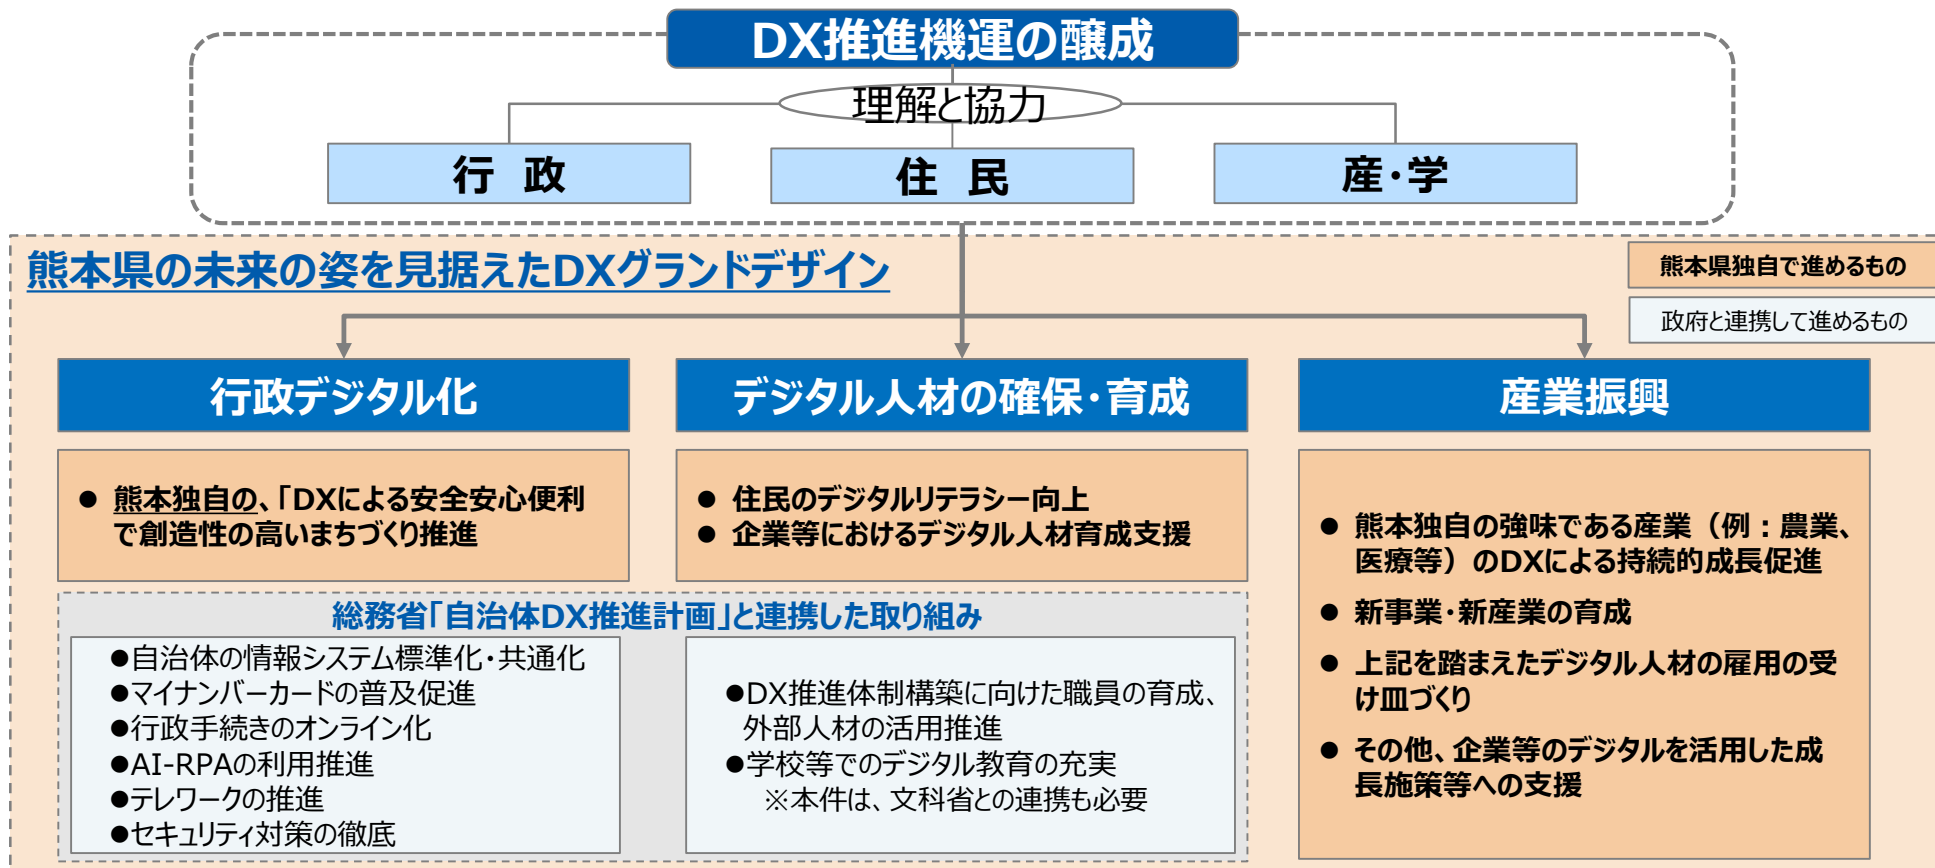 DX推進機運の醸成
理解と協力
行 政
住 民
産・学
熊本県の未来の姿を見据えたDXグランドデザイン
熊本県独自で進めるもの
政府と連携して進めるもの
行政デジタル化
● 熊本独自の、「DXによる安全安心便利
で創造性の高いまちづくり推進
デジタル人材の確保・育成
● 住民のデジタルリテラシー向上
● 企業等におけるデジタル人材育成支援
総務省「自治体DX推進計画」と連携した取り組み
●自治体の情報システム標準化・共通化
●マイナンバーカードの普及促進
●行政手続きのオンライン化
●AI-RPAの利用推進
●テレワークの推進
●セキュリティ対策の徹底
●DX推進体制構築に向けた職員の育成、
外部人材の活用推進
●学校等でのデジタル教育の充実
※本件は、文科省との連携も必要
産業振興
● 熊本独自の強味である産業（例：農業、
医療等）のDXによる持続的成長促進
● 新事業・新産業の育成
● 上記を踏まえたデジタル人材の雇用の受
け皿づくり
● その他、企業等のデジタルを活用した成
長施策等への支援